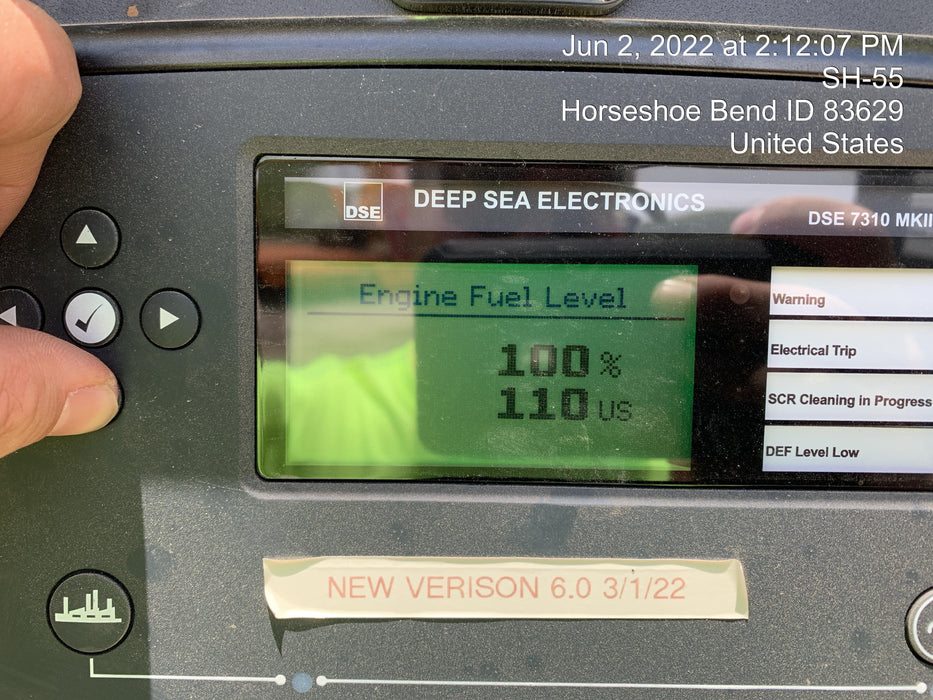 Jun 2, 2022 at 2:12:07 PM
SH-55
Horseshoe Bend ID 83629
United States
DSE
DEEP SEA ELECTRONICS
DSE 7310 MKII
Engine Fuel Level
100 %
110 US
Warning
Electrical Trip
SCR Cleaning in Progress
DEF Level Low
NEW VERISON 6.0 3/1/22